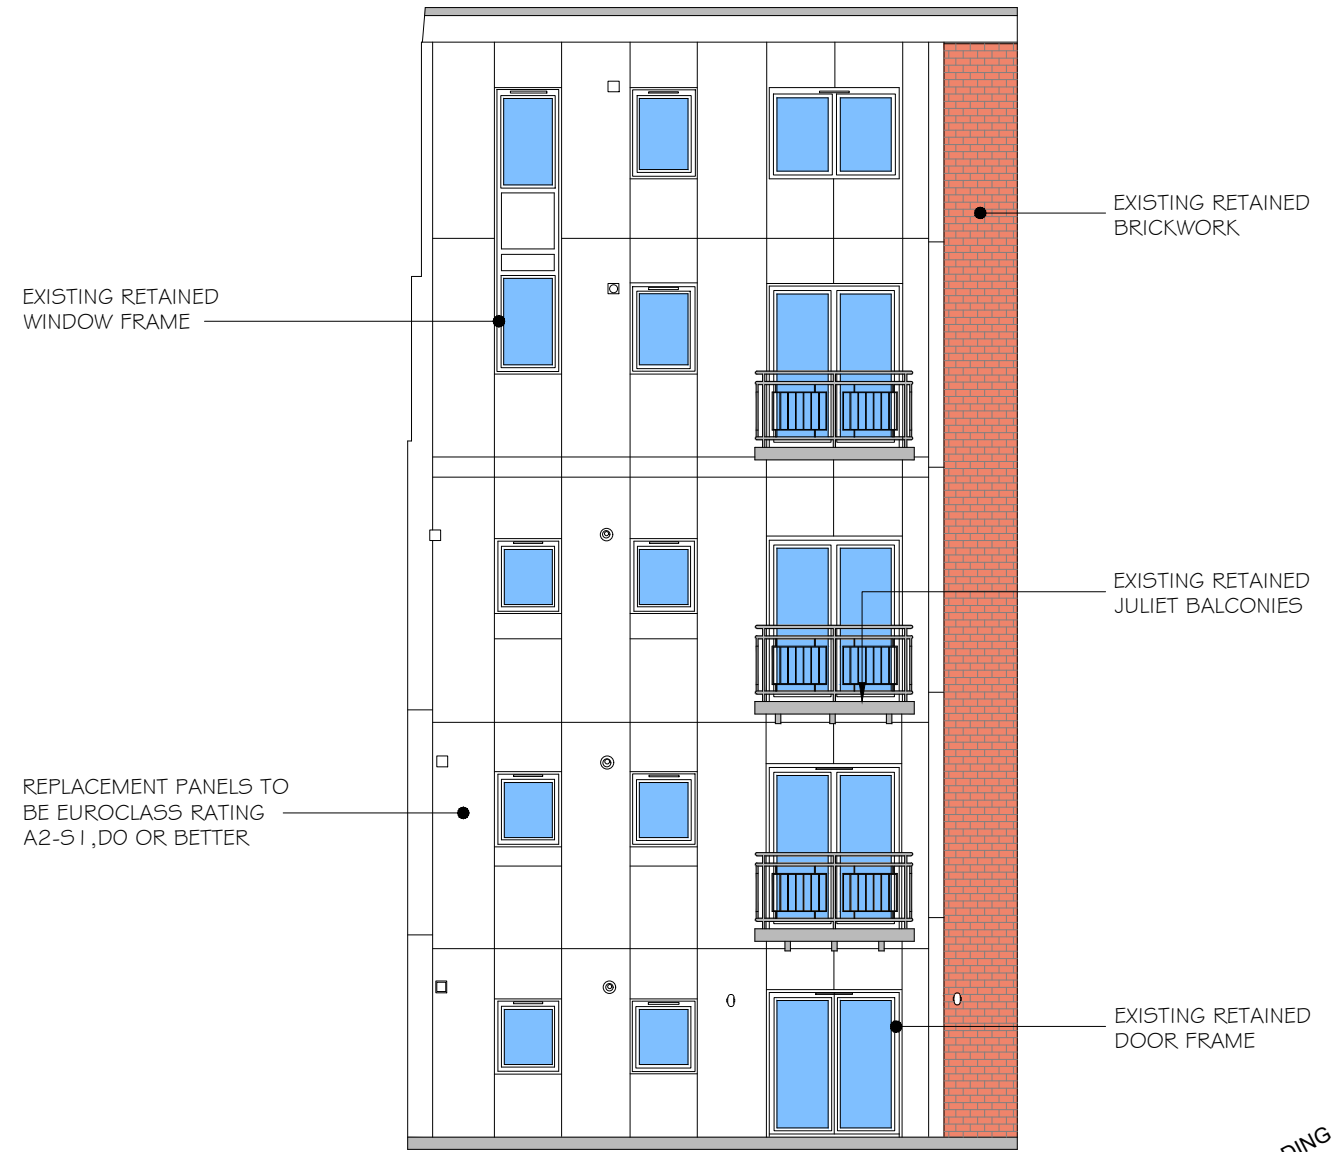 EXISTING RETAINED
BRICKWORK
EXISTING RETAINED
WINDOW FRAME
EXISTING RETAINED
JULIET BALCONIES
REPLACEMENT PANELS TO
BE EUROCLASS RATING
A2-S1,D0 OR BETTER
EXISTING RETAINED
DOOR FRAME